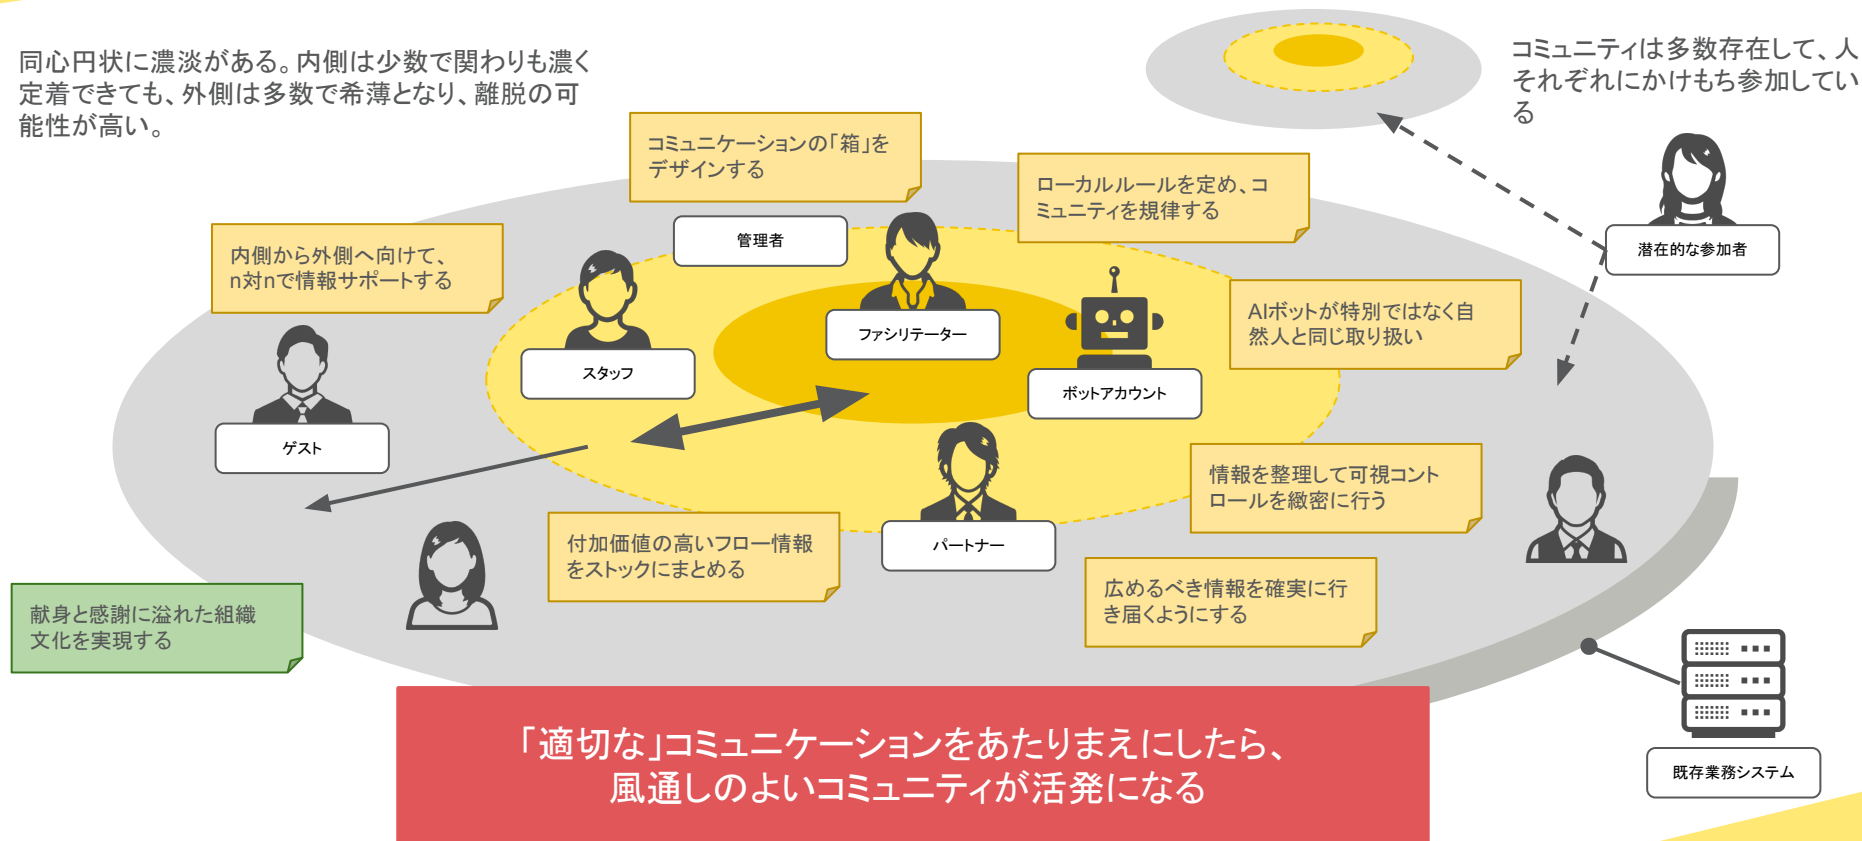 同心円状に濃淡がある。内側は少数で関わりも濃く
定着できても、外側は多数で希薄となり、離脱の可
能性が高い。
コミュニティは多数存在して、人
それぞれにかけもち参加してい
る
コミュニケーションの「箱」を
デザインする
ローカルルールを定め、コ
ミュニティを規律する
管理者
潜在的な参加者
内側から外側へ向けて、
n対nで情報サポートする
AIボットが特別ではなく自
然人と同じ取り扱い
ファシリテーター
スタッフ
ボットアカウント
ゲスト
情報を整理して可視コント
ロールを緻密に行う
付加価値の高いフロー情報
をストックにまとめる
パートナー
広めるべき情報を確実に行
き届くようにする
献身と感謝に溢れた組織
文化を実現する
「適切な」コミュニケーションをあたりまえにしたら、
風通しのよいコミュニティが活発になる
既存業務システム